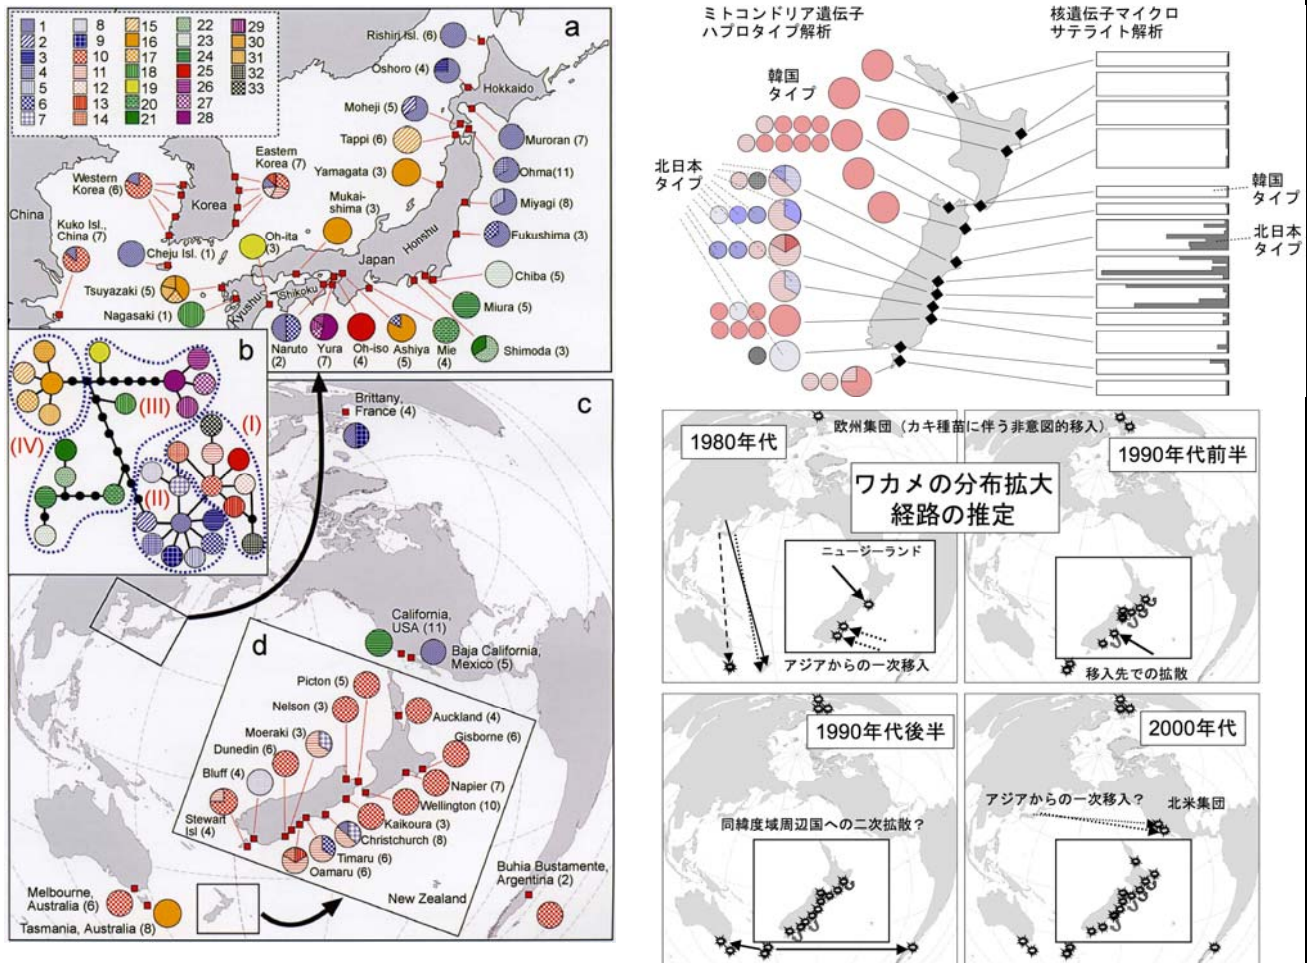 1
2
3
4
5
6
7
8
9
10
11
12
13
14
15
16
17
18
19
20
21
22
23
24
25
26
27
28
29
30
31
32
33
a
Rishiri Isl. (6)
Oshoro (4)
Hokkaido
Moheji (5)
Muroran (7)
Tappi (6)
Ohma(11)
Yamagata (3)
Miyagi (8)
Mukai-
shima (3)
Fukushima (3)
Eastern
Korea (7)
Western
Korea (6)
Korea
China
Kuko Isl.,
China (7)
Cheju Isl. (1)
Oh-ita
(3)
Honshu
Japan
Chiba (5)
Tsuyazaki (5)
Kyushu
Shikoku
Miura (5)
Nagasaki (1)
Naruto
(2)
Yura
(7)
Oh-iso
(4)
Ashiya
(5)
Mie
(4)
Shimoda (3)
b
(I)
(II)
(III)
(IV)
c
Brittany,
France (4)
California,
USA (11)
Baja California,
Mexico (5)
d
Picton
(5)
Nelson (3)
Auckland (4)
Moeraki (3)
Gisborne (6)
Dunedin
(6)
Bluff (4)
Napier (7)
Wellington (10)
Stewart
Isl (4)
Kaikoura (3)
Christchurch (8)
Timaru (6)
Oamaru (6)
New Zealand
Buhia Bustamente,
Argentina (2)
Melbourne,
Australia (6)
Tasmania, Australia (8)
ミトコンドリア遺伝子
ハプロタイプ解析
核遺伝子マイクロ
サテライト解析
韓国
タイプ
北日本
タイプ
韓国
タイプ
北日本
タイプ
1980年代
欧州集団（カキ種苗に伴う非意図的移入）
1990年代前半
ワカメの分布拡大
経路の推定
ニュージーランド
アジアからの一次移入
移入先での拡散
1990年代後半
2000年代
同緯度域周辺国への二次拡散？
アジアからの一次移入？
北米集団